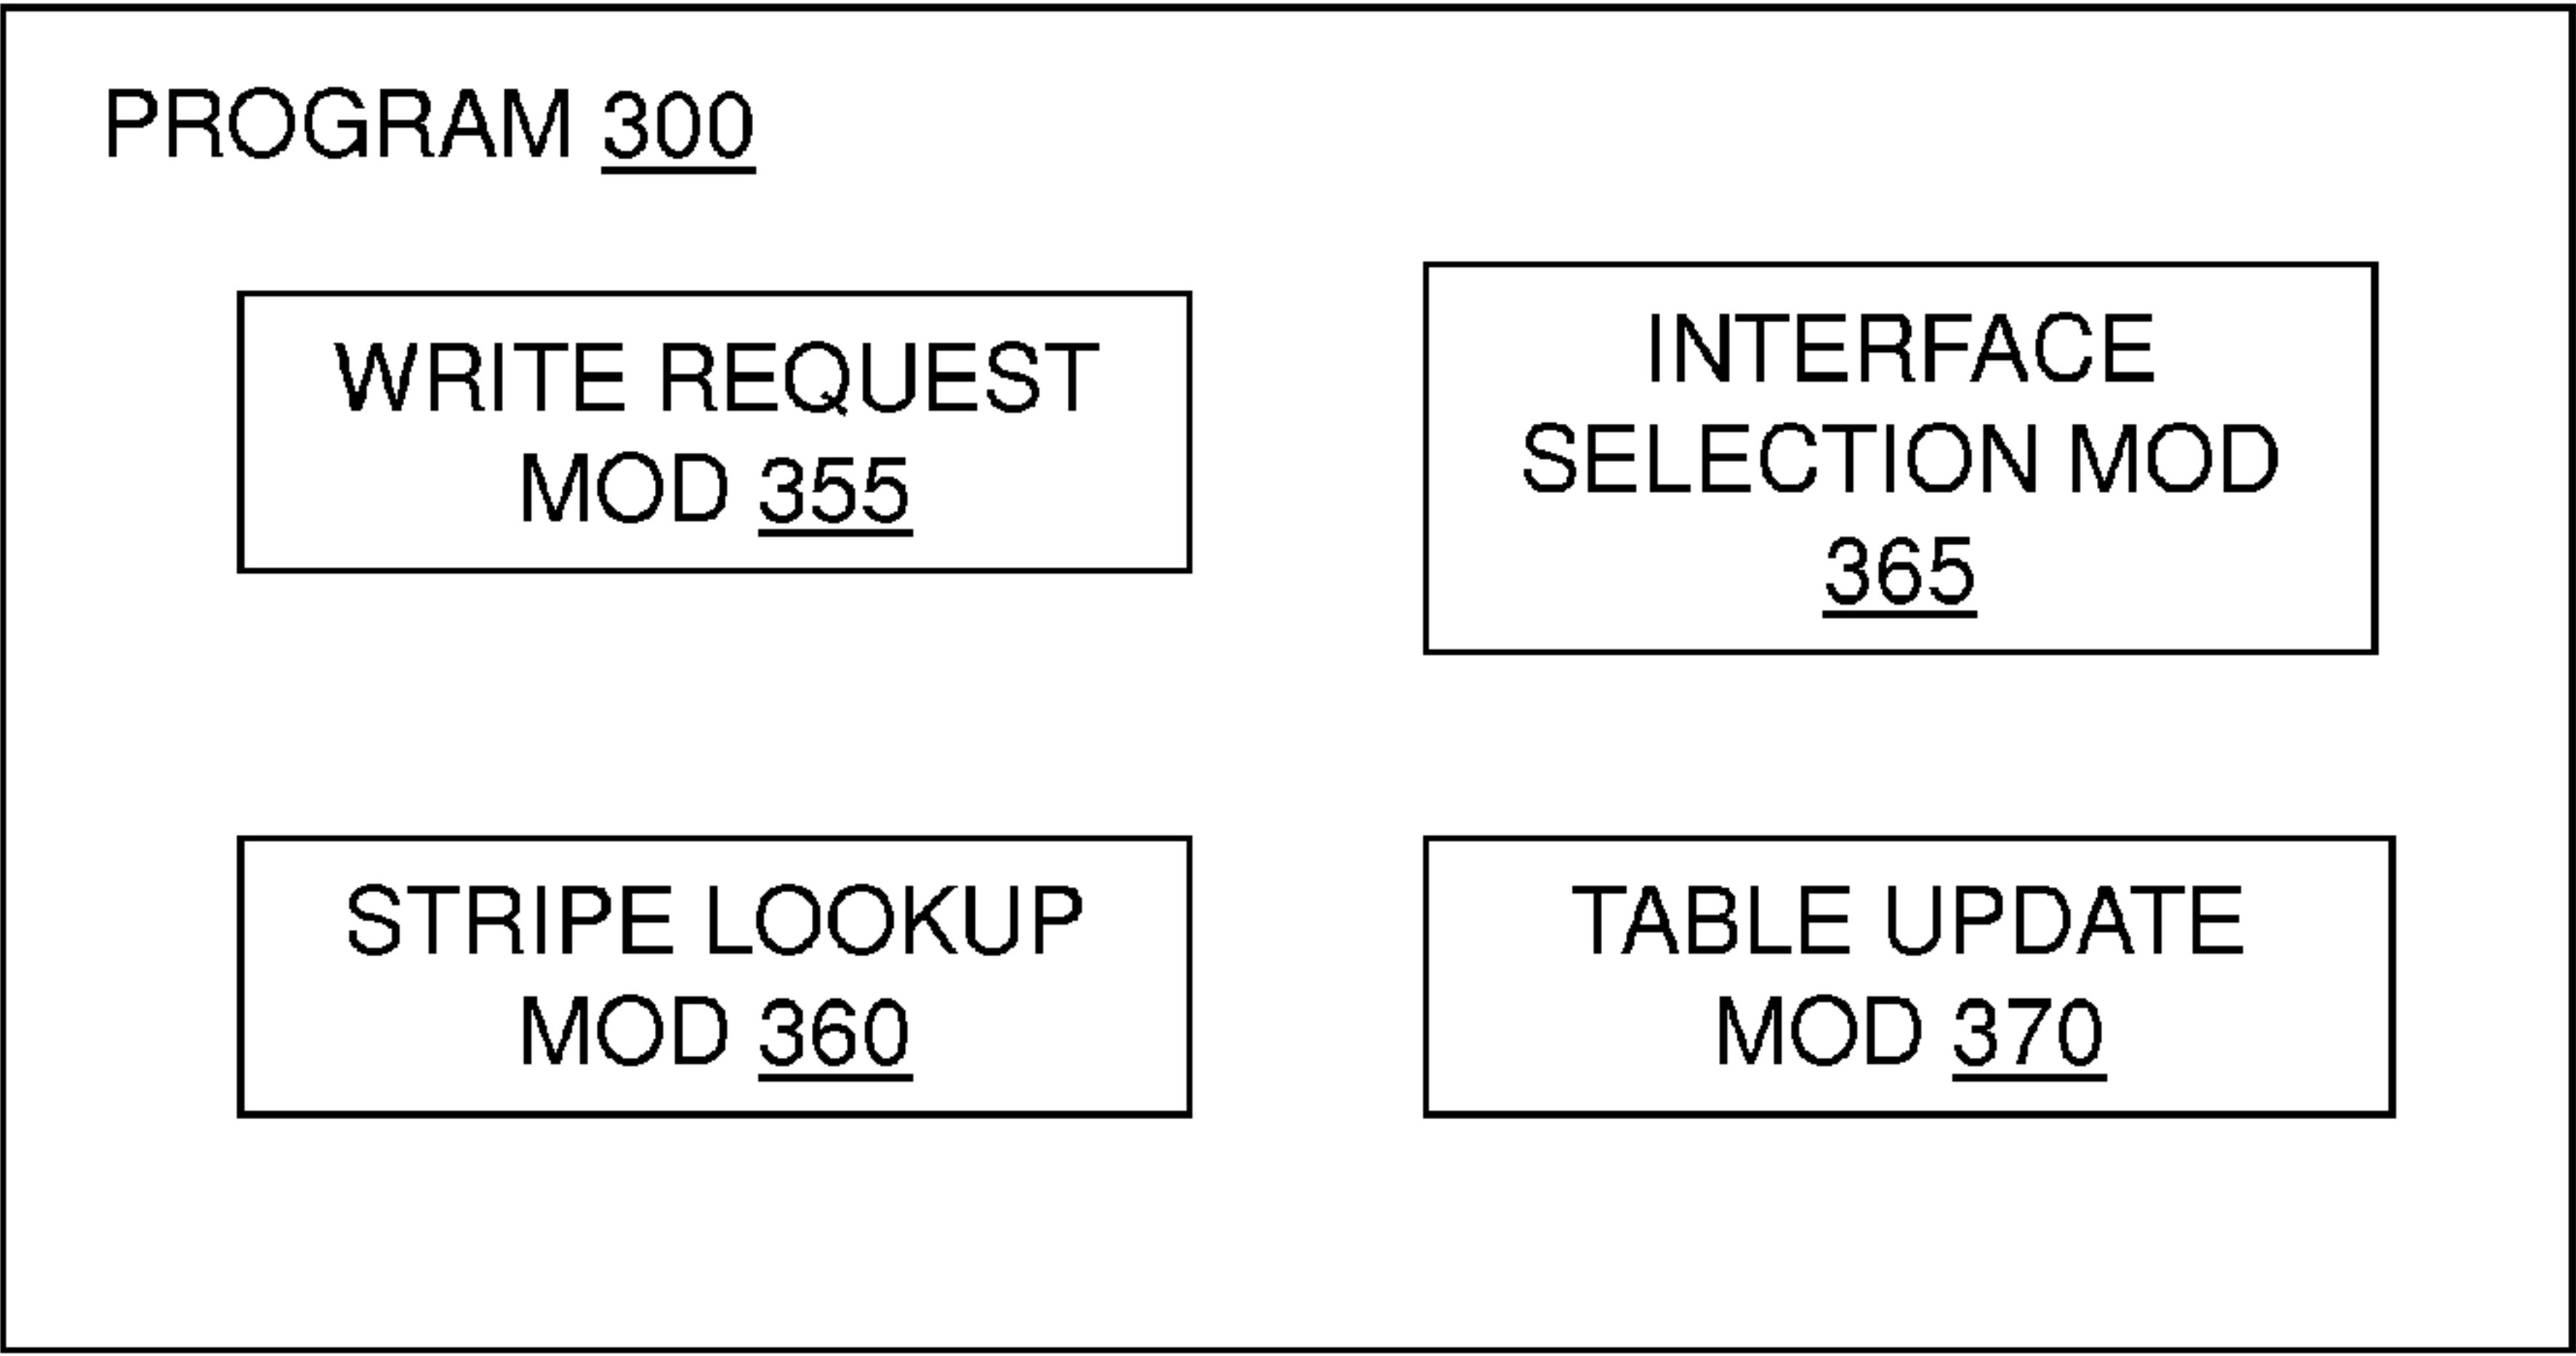 PROGRAM 300
WRITE REQUEST
MOD 355
INTERFACE
SELECTION MOD
365
STRIPE LOOKUP
MOD 360
TABLE UPDATE
MOD 370